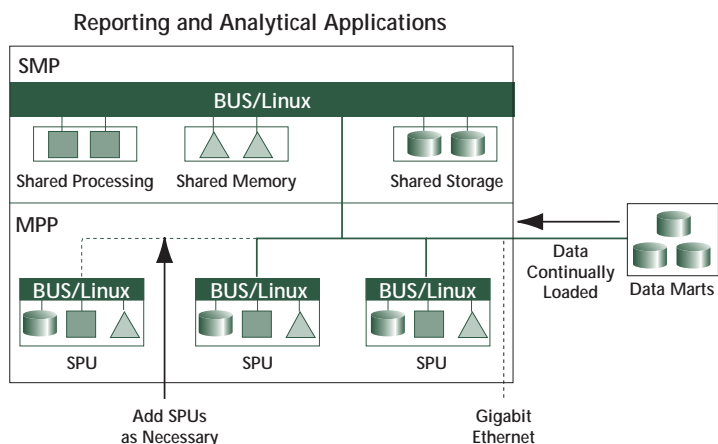 Reporting and Analytical Applications
SMP
BUS/Linux
Shared Processing
Shared Memory
Shared Storage
MPP
BUS/Linux
SPU
BUS/Linux
SPU
BUS/Linux
SPU
Data
Continually
Loaded
Data Marts
Add SPUs
as Necessary
Gigabit
Ethernet